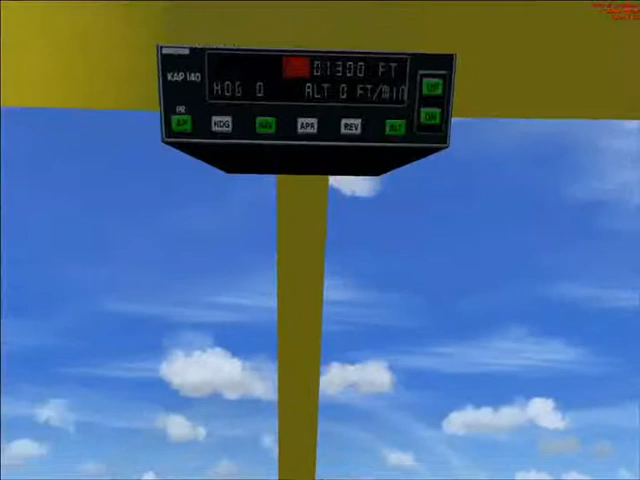 01300 FT
KAP 140
HDG 0 ALT 0 FT/MIN
PR
AP HDG NAV APR REV ALT
UP
DN